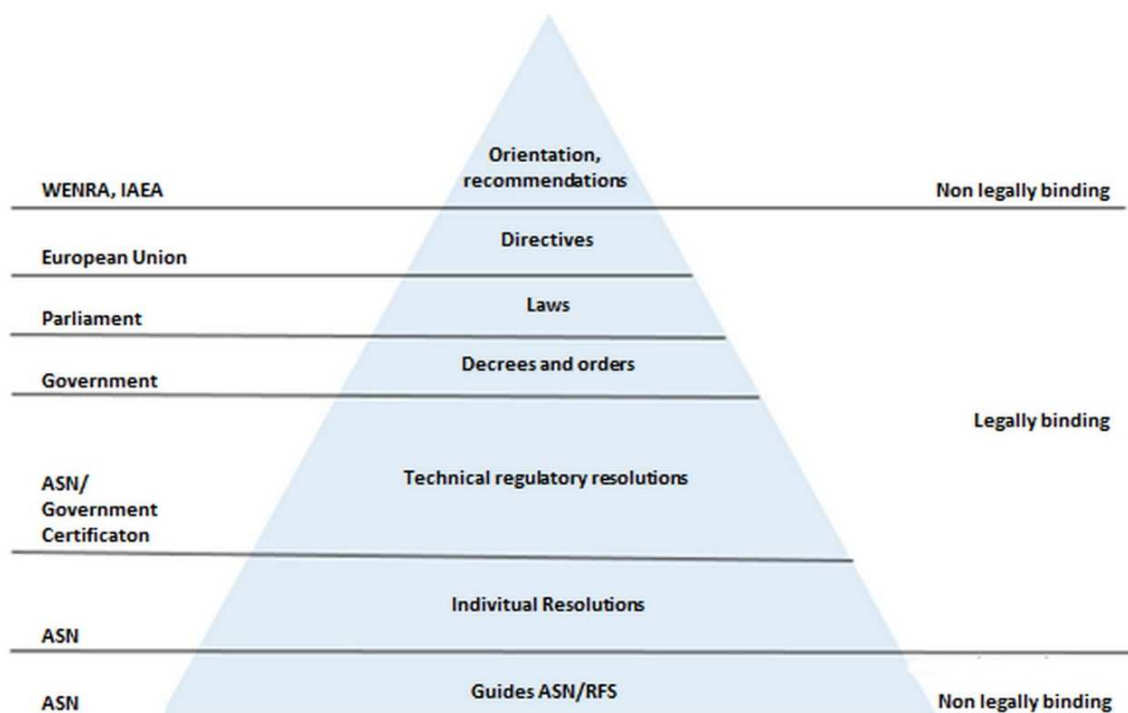 Orientation,
recommendations
WENRA, IAEA
Non legally binding
Directives
European Union
Laws
Parliament
Decrees and orders
Government
Legally binding
Technical regulatory resolutions
ASN/
Government
Certificaton
Indivitual Resolutions
ASN
Guides ASN/RFS
ASN
Non legally binding